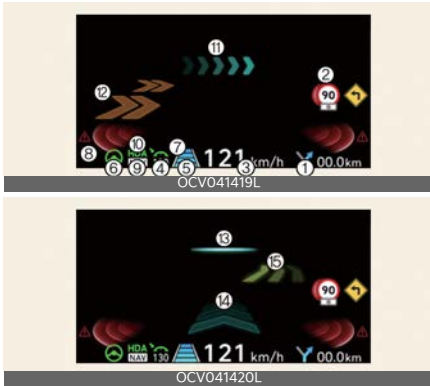 ⑪
②
90
⑫
⑩
⑦
⑧
HDA
121 km/h
00.0km
⑥
⑨
④
⑤
③
①
OCV041419L
⑬
⑮
90
⑭
HDA
NAV
130
121 km/h
00.0km
OCV041420L